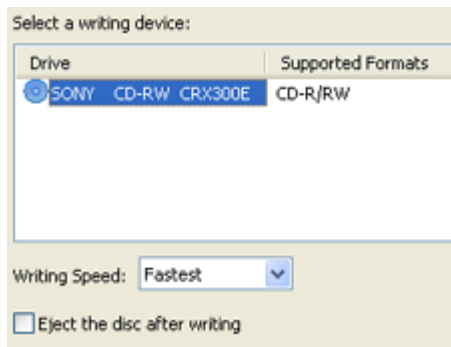 Select a writing device:
Drive Supported Formats
SONY CD-RW CRX300E CD-R/RW
Writing Speed: Fastest
Eject the disc after writing